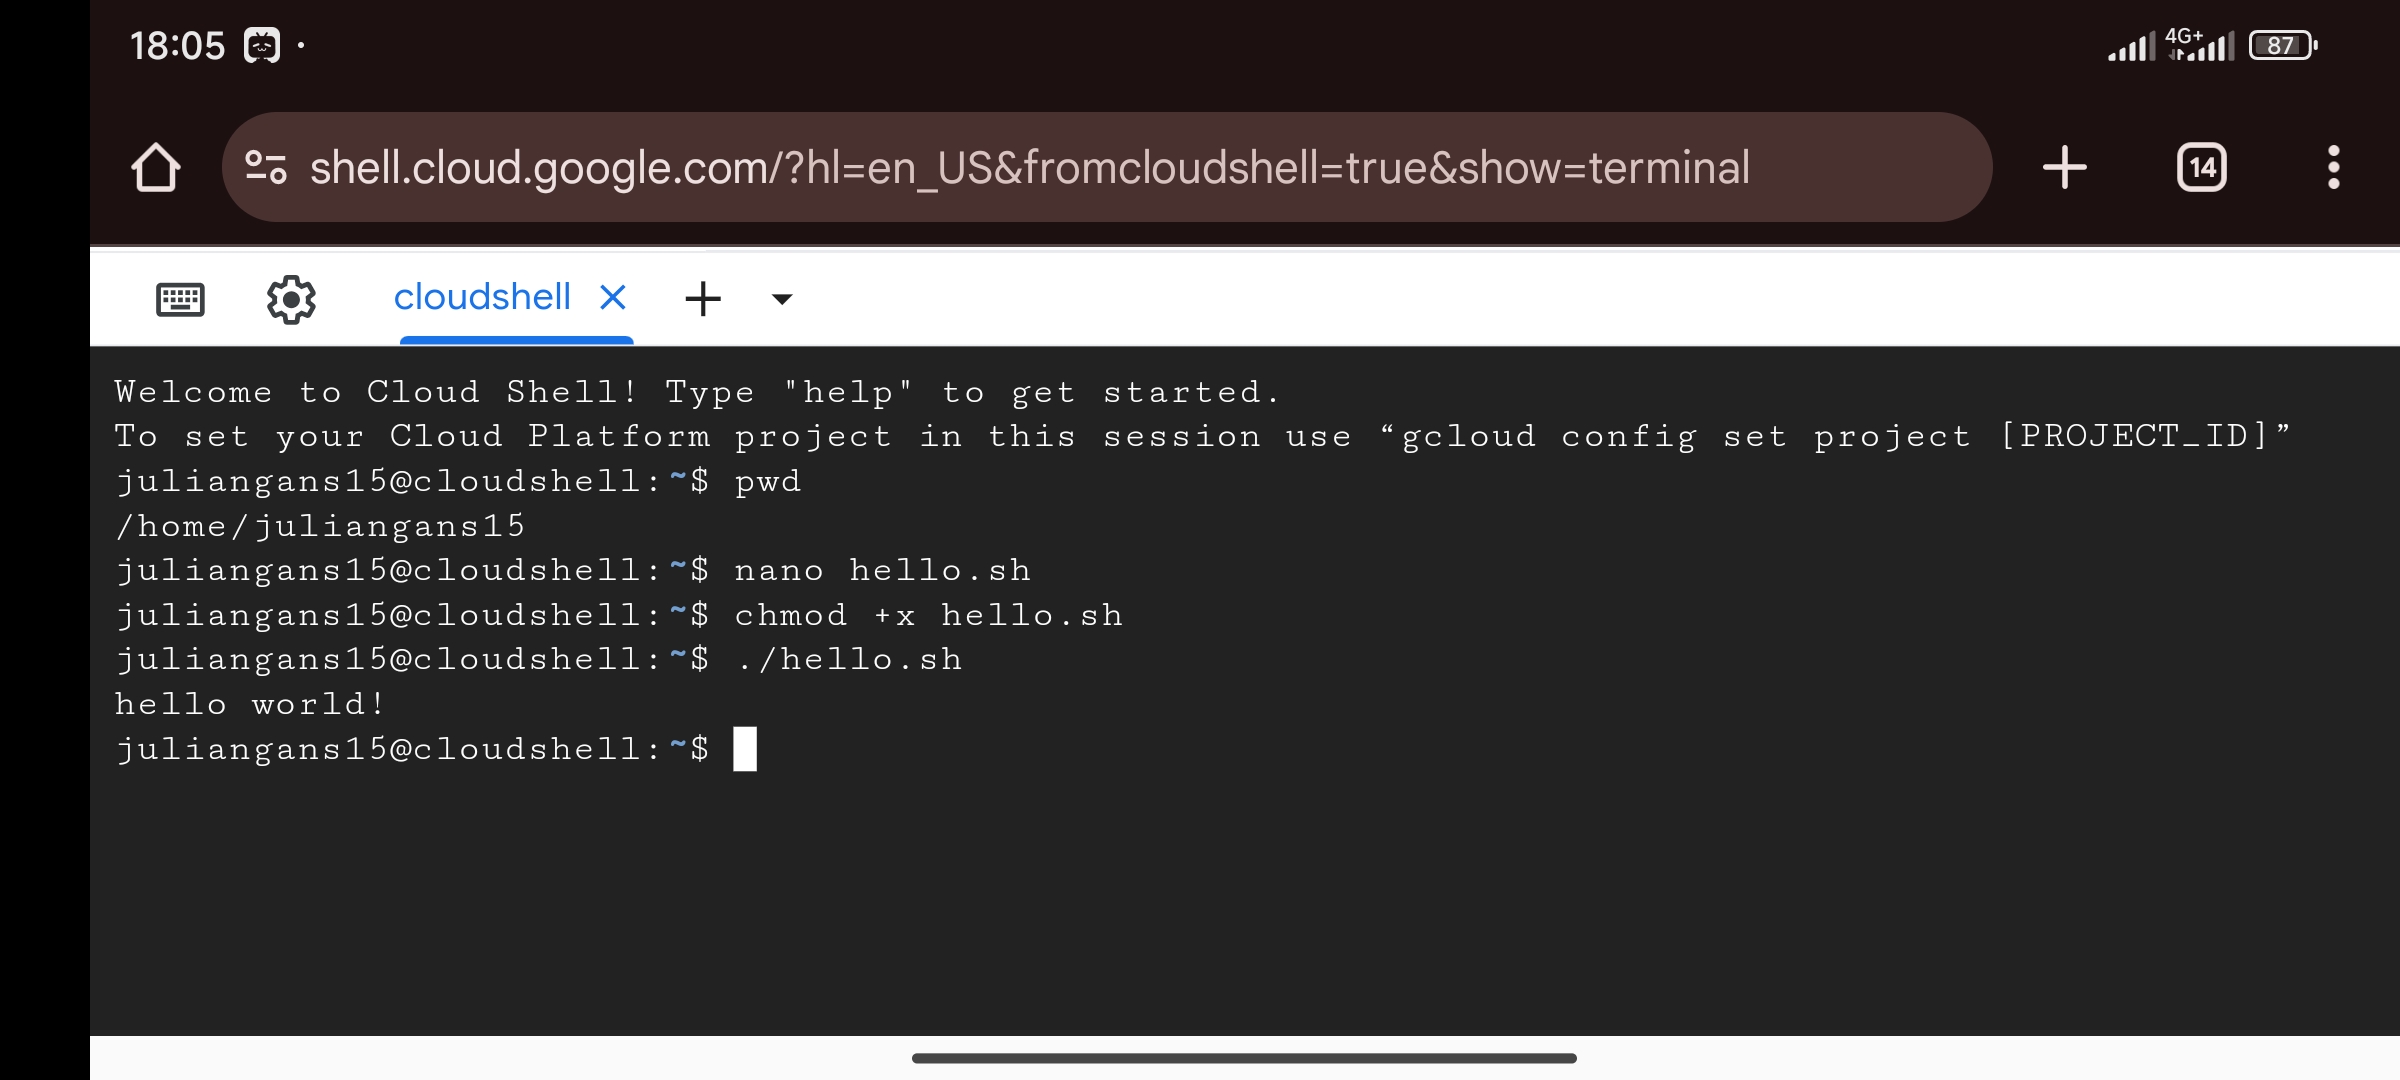 18:05
4G+
87
shell.cloud.google.com/?hl=en_US&fromcloudshell=true&show=terminal
14
cloudshell
Welcome to Cloud Shell! Type "help" to get started.
To set your Cloud Platform project in this session use “gcloud config set project [PROJECT_ID]”
juliangans15@cloudshell:~$ pwd
/home/juliangans15
juliangans15@cloudshell:~$ nano hello.sh
juliangans15@cloudshell:~$ chmod +x hello.sh
juliangans15@cloudshell:~$ ./hello.sh
hello world!
juliangans15@cloudshell:~$